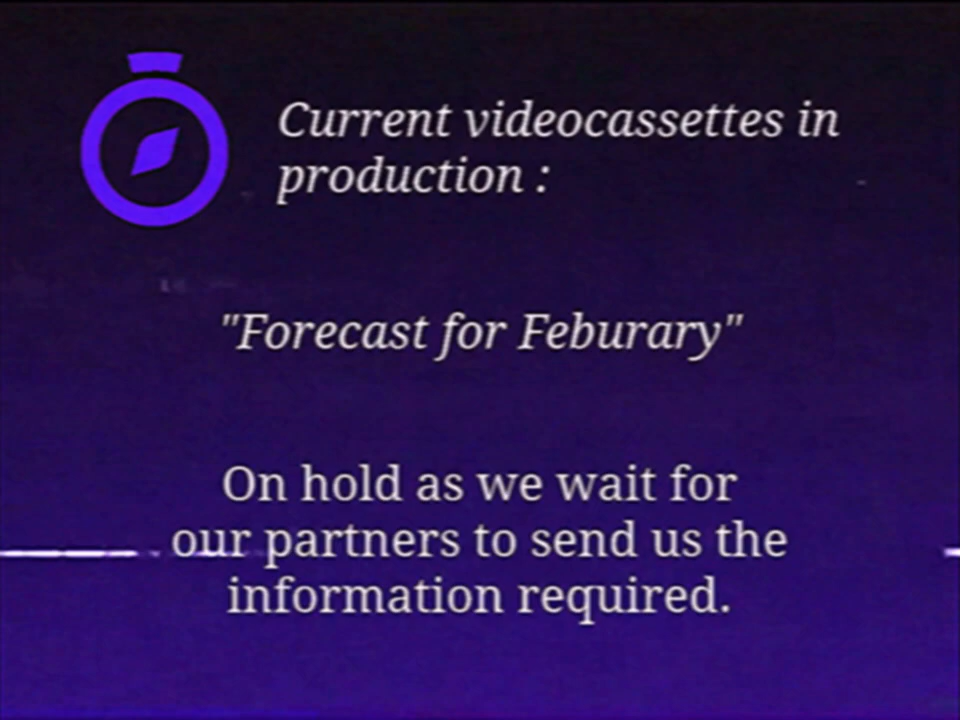 Current videocassettes in
production :
"Forecast for Feburary"
On hold as we wait for
our partners to send us the
information required.